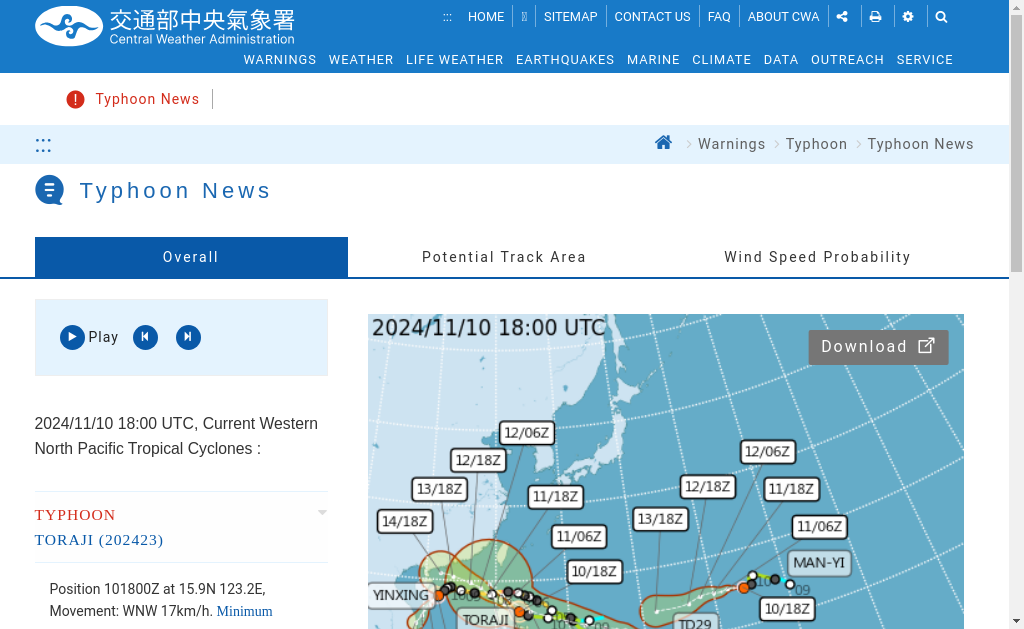 交通部中央氣象署
Central Weather Administration
::: HOME SITEMAP CONTACT US FAQ ABOUT CWA
WARNINGS WEATHER LIFE WEATHER EARTHQUAKES MARINE CLIMATE DATA OUTREACH SERVICE
! Typhoon News
:::
Warnings Typhoon Typhoon News
Typhoon News
Overall Potential Track Area Wind Speed Probability
Play
2024/11/10 18:00 UTC, Current Western
North Pacific Tropical Cyclones :
TYPHOON
TORAJI (202423)
Position 101800Z at 15.9N 123.2E,
Movement: WNW 17km/h. Minimum
2024/11/10 18:00 UTC
Download
12/06Z
12/18Z
13/18Z
14/18Z
11/18Z
11/06Z
10/18Z
12/06Z
12/18Z
11/18Z
13/18Z
11/06Z
MAN-YI
10/18Z
YINXING
TORAJI
TD29